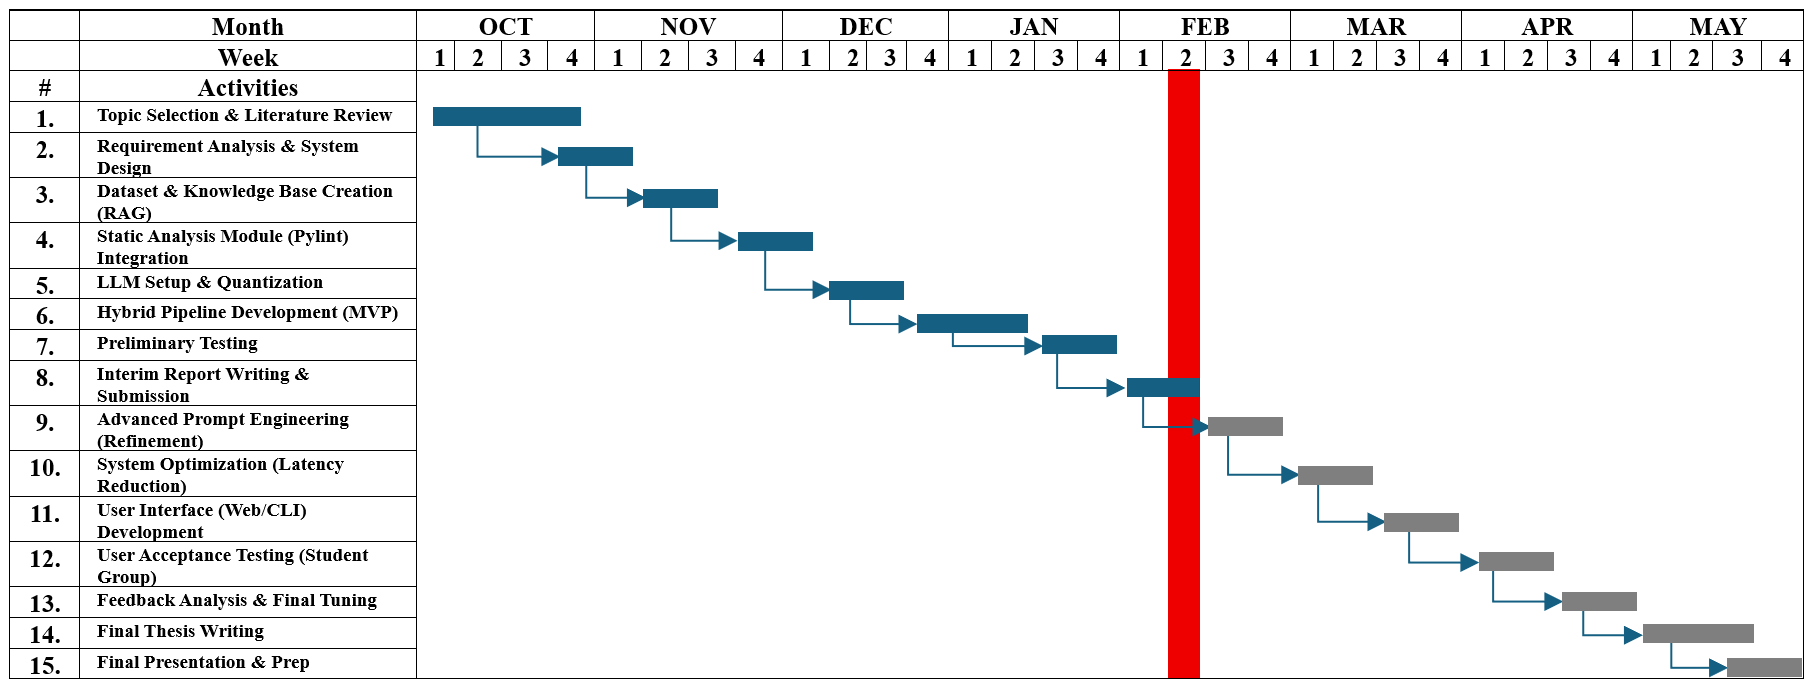 Month OCT NOV DEC JAN FEB MAR APR MAY
Week 1 2 3 4 1 2 3 4 1 2 3 4 1 2 3 4 1 2 3 4 1 2 3 4 1 2 3 4 1 2 3 4
# Activities
1. Topic Selection & Literature Review
2. Requirement Analysis & System
Design
3. Dataset & Knowledge Base Creation
(RAG)
4. Static Analysis Module (Pylint)
Integration
5. LLM Setup & Quantization
6. Hybrid Pipeline Development (MVP)
7. Preliminary Testing
8. Interim Report Writing &
Submission
9. Advanced Prompt Engineering
(Refinement)
10. System Optimization (Latency
Reduction)
11. User Interface (Web/CLI)
Development
12. User Acceptance Testing (Student
Group)
13. Feedback Analysis & Final Tuning
14. Final Thesis Writing
15. Final Presentation & Prep